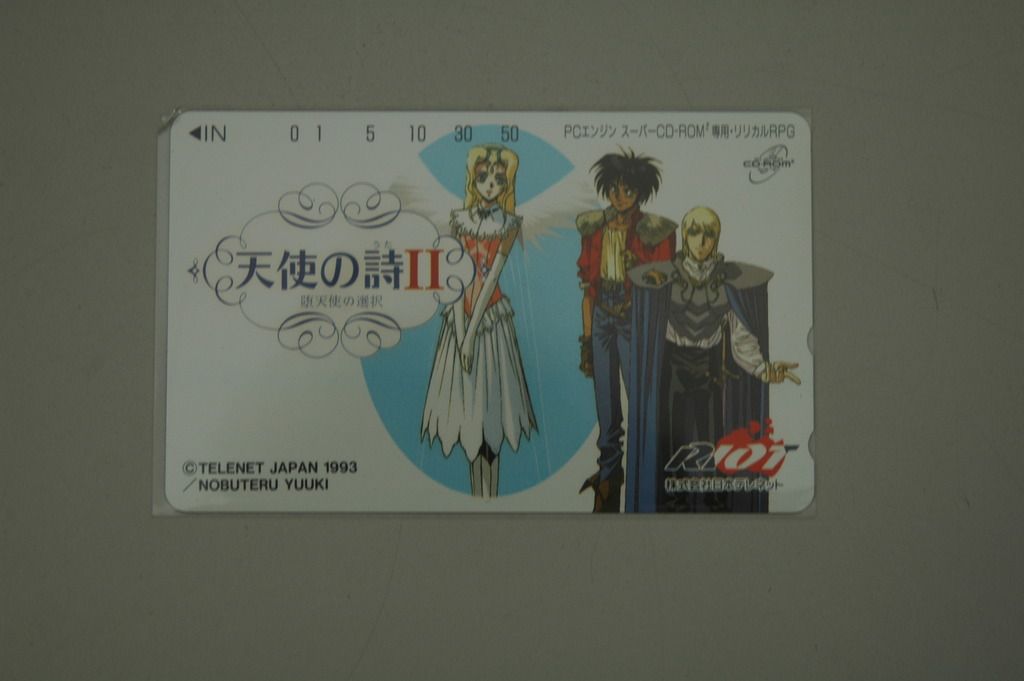 ◀IN 0 1 5 10 30 50
PCエンジン スーパーCD-ROM² 専用・リリカルRPG
CD-ROM²
うた
天使の詩II
堕天使の選択
©TELENET JAPAN 1993
/NOBUTERU YUUKI
RIOT
株式会社日本テレネット